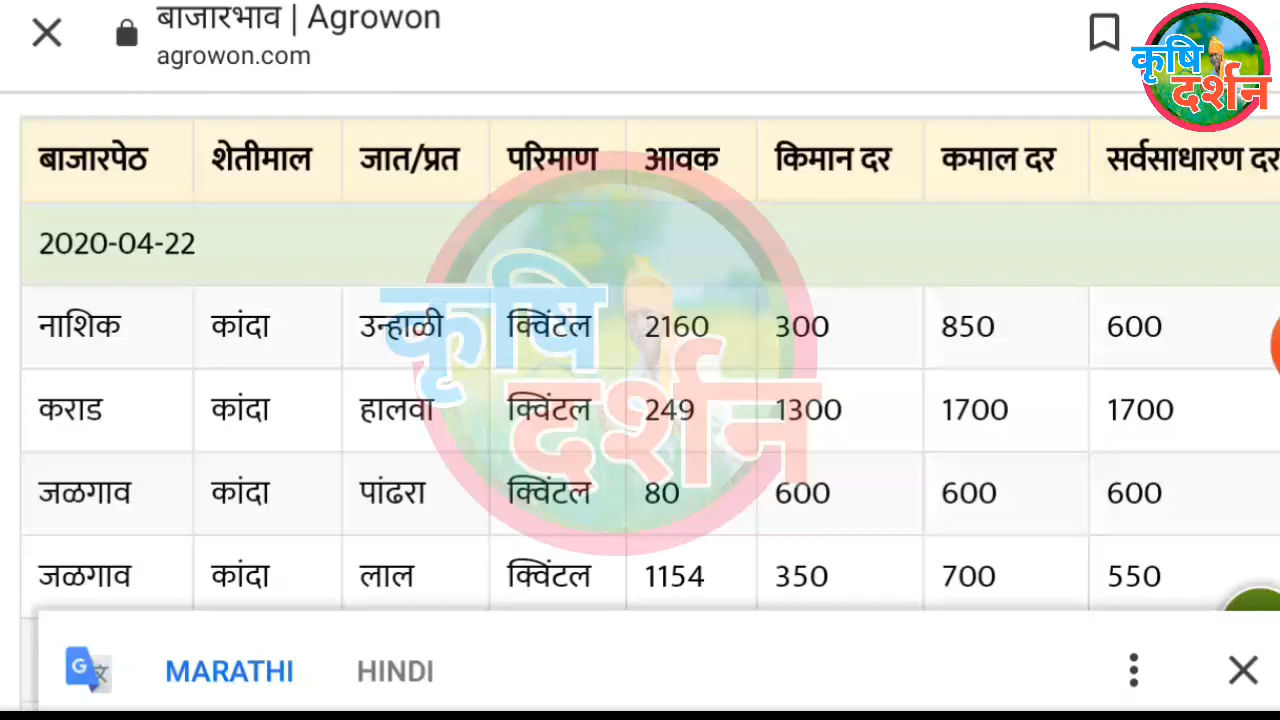 बाजारभाव | Agrowon
agrowon.com
कृषि
दर्शन
बाजारपेठ शेतीमाल जात/प्रत परिमाण आवक किमान दर कमाल दर सर्वसाधारण दर
2020-04-22
नाशिक कांदा उन्हाळी क्विंटल 2160 300 850 600
कराड कांदा हालवा क्विंटल 249 1300 1700 1700
जळगाव कांदा पांढरा क्विंटल 80 600 600 600
जळगाव कांदा लाल क्विंटल 1154 350 700 550
कृषि
दर्शन
G 文 MARATHI HINDI